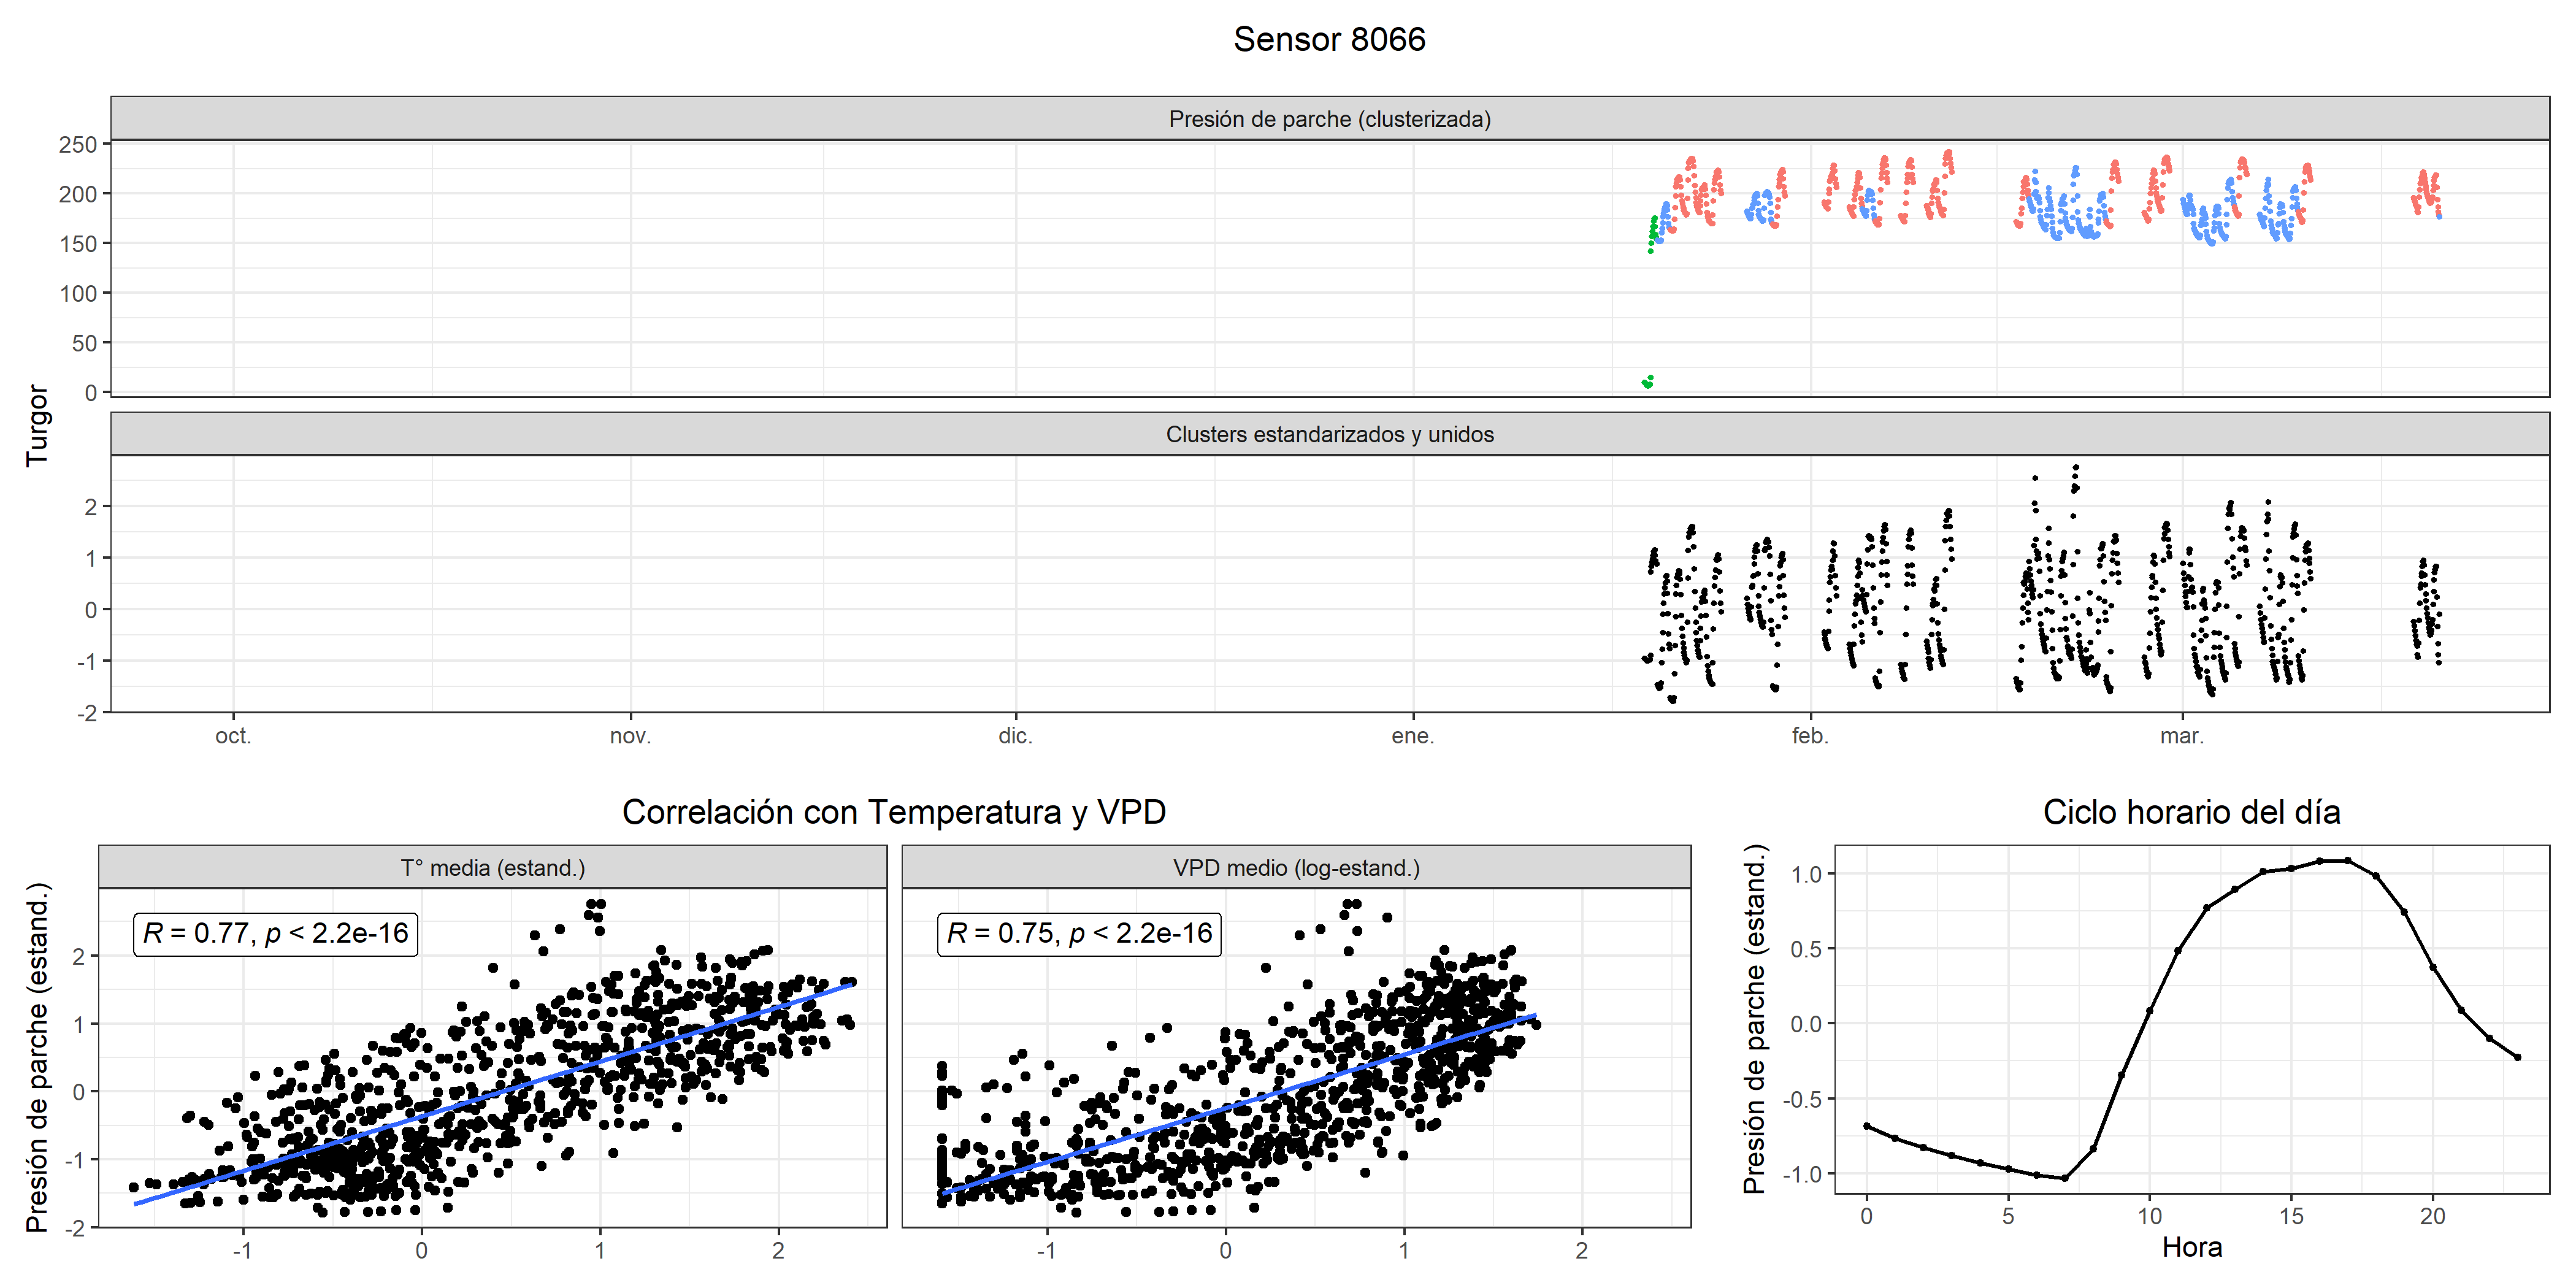 Sensor 8066
Presión de parche (clusterizada)
250
200
150
100
50
0
Turgor
Clusters estandarizados y unidos
2
1
0
-1
-2
oct.
nov.
dic.
ene.
feb.
mar.
Correlación con Temperatura y VPD
T° media (estand.)
VPD medio (log-estand.)
Presión de parche (estand.)
R = 0.77, p < 2.2e-16
R = 0.75, p < 2.2e-16
2
1
0
-1
-2
-1
0
1
2
-1
0
1
2
Ciclo horario del día
Presión de parche (estand.)
1.0
0.5
0.0
-0.5
-1.0
0
5
10
15
20
Hora